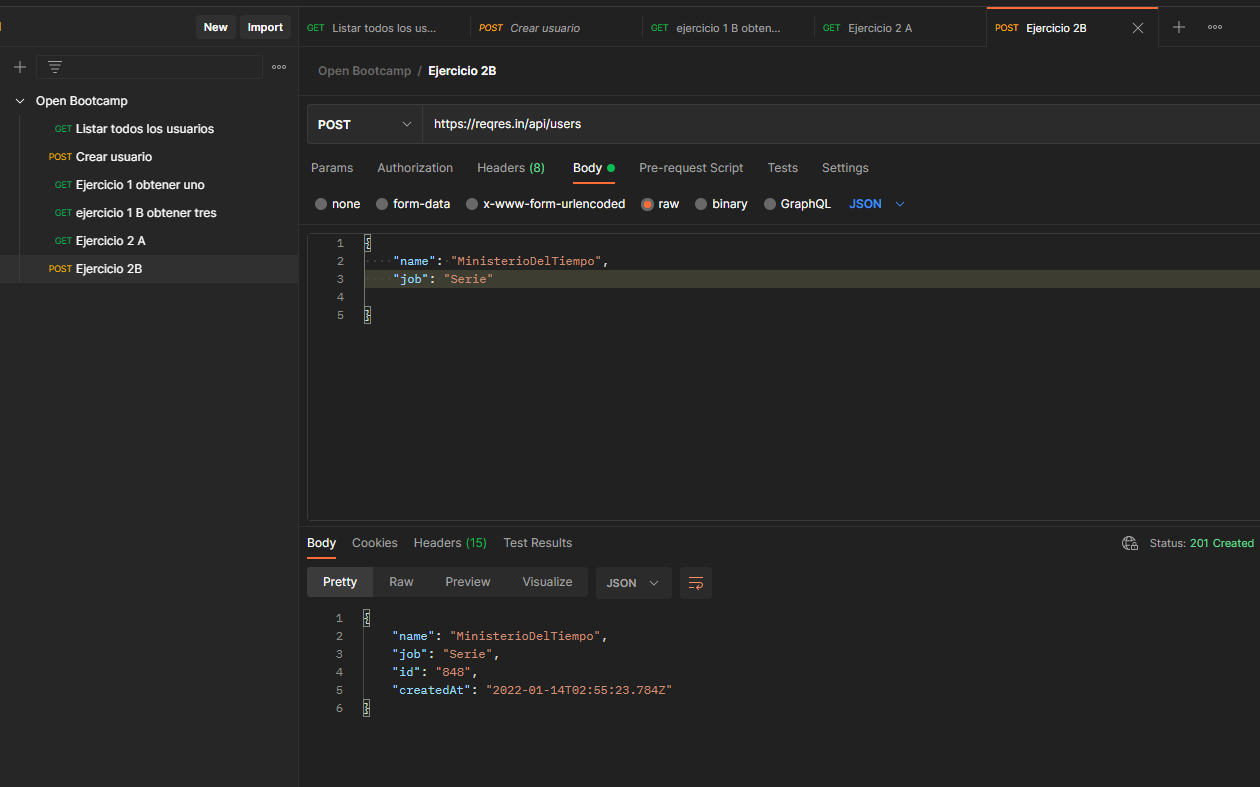 New Import
GET Listar todos los us...
POST Crear usuario
GET ejercicio 1 B obten...
GET Ejercicio 2 A
POST Ejercicio 2B
Open Bootcamp
GET Listar todos los usuarios
POST Crear usuario
GET Ejercicio 1 obtener uno
GET ejercicio 1 B obtener tres
GET Ejercicio 2 A
POST Ejercicio 2B
Open Bootcamp / Ejercicio 2B
POST https://reqres.in/api/users
Params Authorization Headers (8) Body Pre-request Script Tests Settings
none form-data x-www-form-urlencoded raw binary GraphQL JSON
1 {
2 "name": "MinisterioDelTiempo",
3 "job": "Serie"
4
5 }
Body Cookies Headers (15) Test Results Status: 201 Created
Pretty Raw Preview Visualize JSON
1 {
2 "name": "MinisterioDelTiempo",
3 "job": "Serie",
4 "id": "848",
5 "createdAt": "2022-01-14T02:55:23.784Z"
6 }